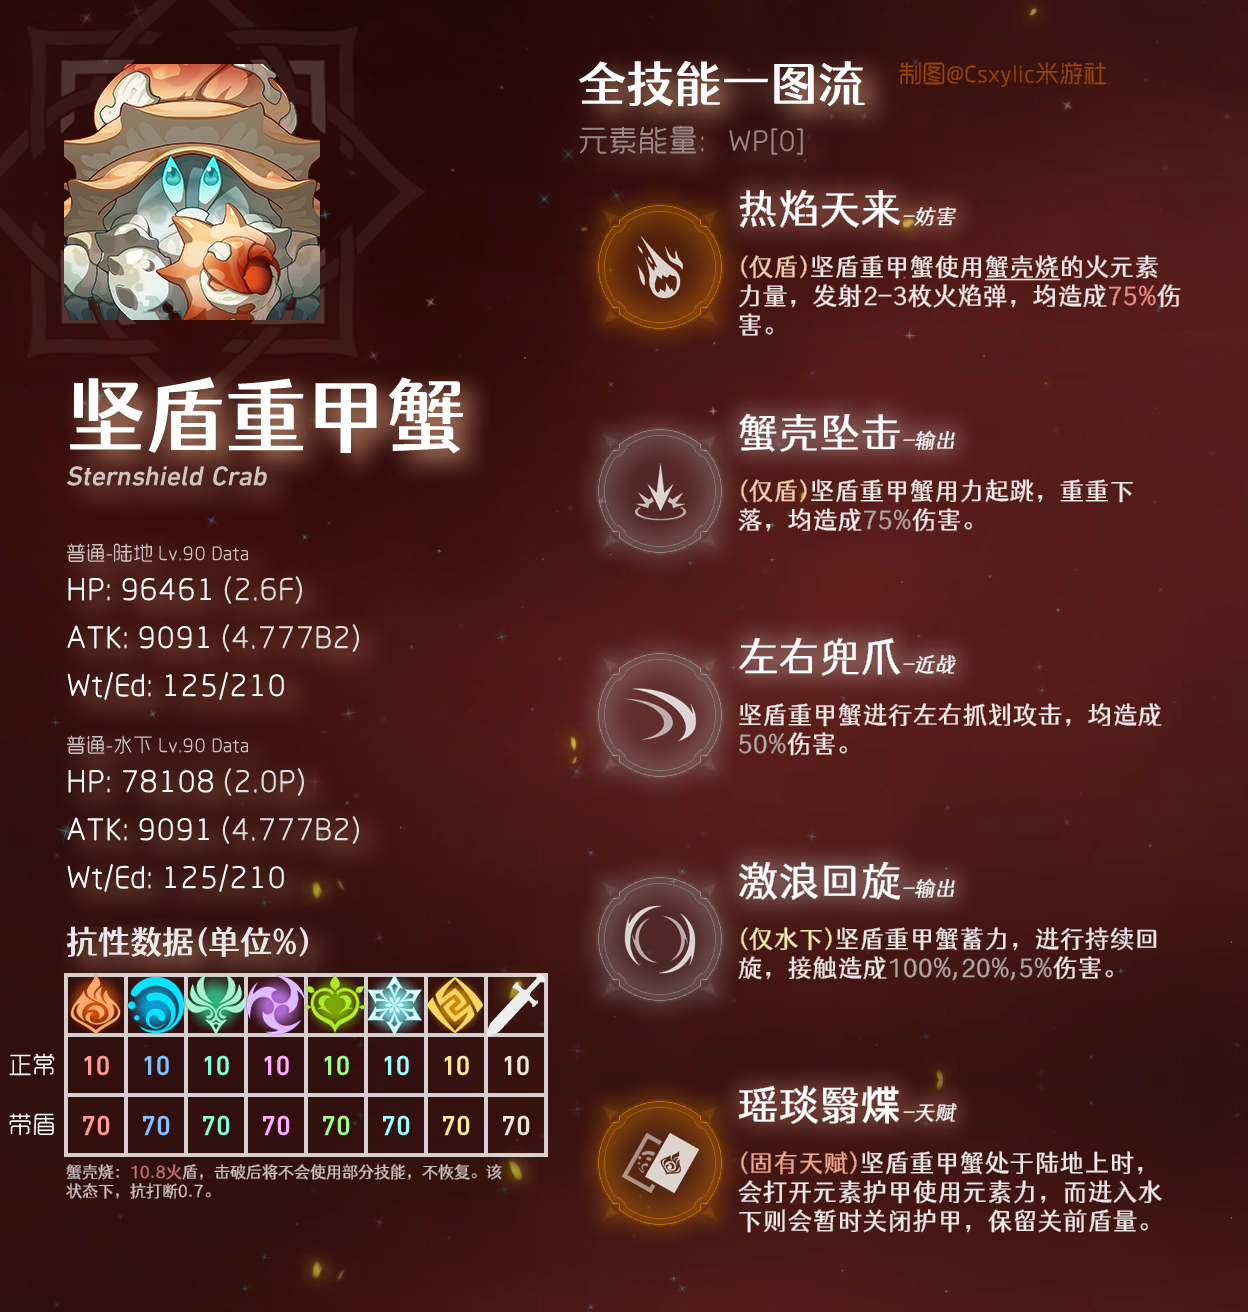 全技能一图流
制图@Csxylic米游社
元素能量： WP[0]
坚盾重甲蟹
Sternshield Crab
普通-陆地 Lv.90 Data
HP: 96461 (2.6F)
ATK: 9091 (4.777B2)
Wt/Ed: 125/210
普通-水下 Lv.90 Data
HP: 78108 (2.0P)
ATK: 9091 (4.777B2)
Wt/Ed: 125/210
抗性数据(单位%)
正常 10 10 10 10 10 10 10 10
带盾 70 70 70 70 70 70 70 70
蟹壳烧：10.8火盾，击破后将不会使用部分技能，不恢复。该
状态下，抗打断0.7。
热焰天来-妨害
(仅盾)坚盾重甲蟹使用蟹壳烧的火元素
力量，发射2-3枚火焰弹，均造成75%伤
害。
蟹壳坠击-输出
(仅盾)坚盾重甲蟹用力起跳，重重下
落，均造成75%伤害。
左右兜爪-近战
坚盾重甲蟹进行左右抓划攻击，均造成
50%伤害。
激浪回旋-输出
(仅水下)坚盾重甲蟹蓄力，进行持续回
旋，接触造成100%,20%,5%伤害。
瑶琰翳煠-天赋
(固有天赋)坚盾重甲蟹处于陆地上时，
会打开元素护甲使用元素力，而进入水
下则会暂时关闭护甲，保留关前盾量。